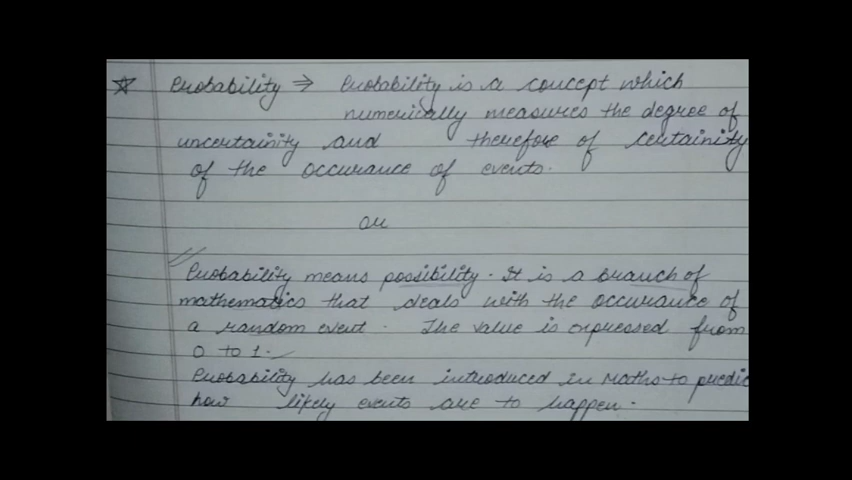 Probability ⇒ Probability is a concept which
numerically measures the degree of
uncertainity and therefore of certainity
of the occurance of events.
or
Probability means possibility. It is a branch of
mathematics that deals with the occurance of
a random event. The value is expressed from
0 to 1.
Probability has been introduced in Maths to predic
how likely events are to happen.